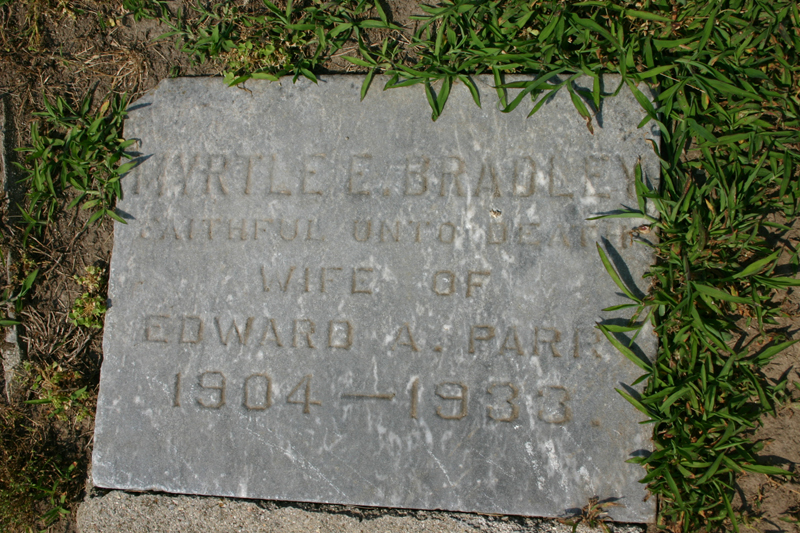 MYRTLE E. BRADLEY
FAITHFUL UNTO DEATH
WIFE OF
EDWARD A. PARR
1904 — 1933.